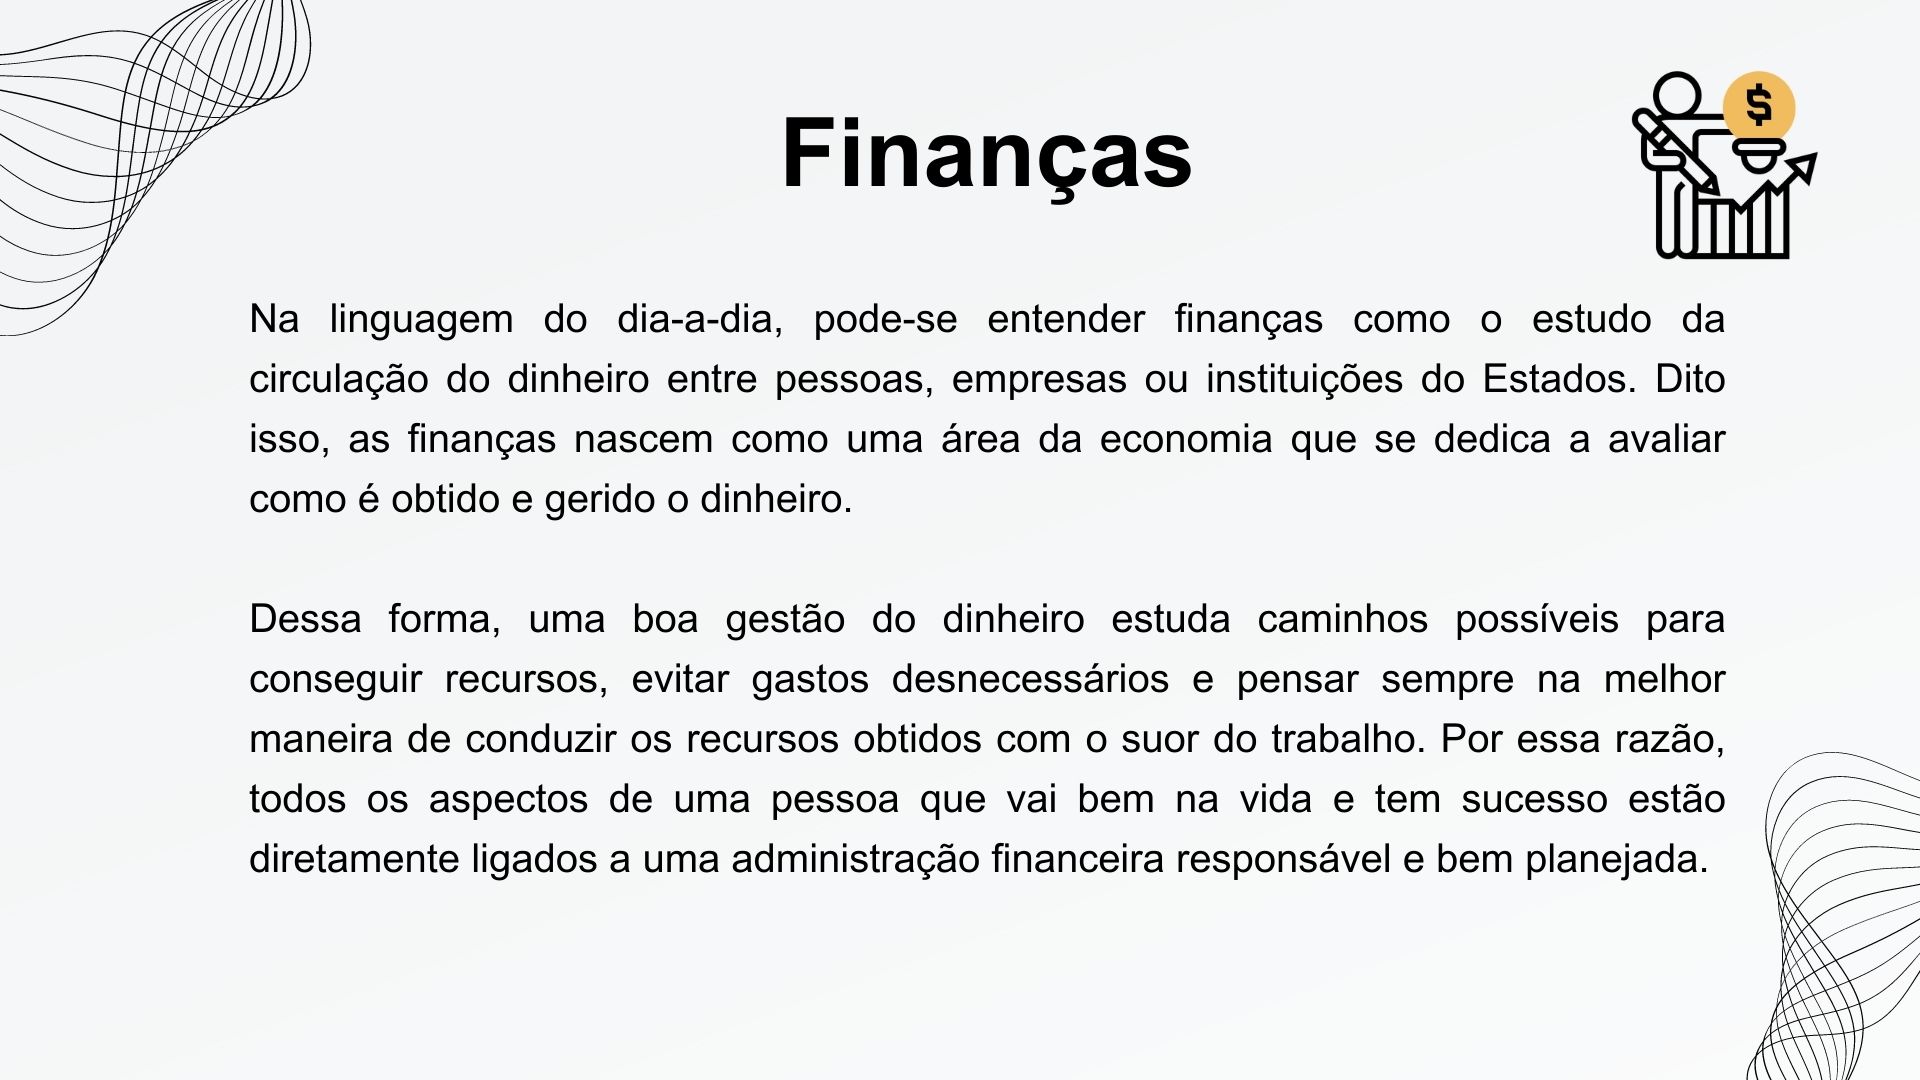 Finanças
$
Na linguagem do dia-a-dia, pode-se entender finanças como o estudo da
circulação do dinheiro entre pessoas, empresas ou instituições do Estados. Dito
isso, as finanças nascem como uma área da economia que se dedica a avaliar
como é obtido e gerido o dinheiro.
Dessa forma, uma boa gestão do dinheiro estuda caminhos possíveis para
conseguir recursos, evitar gastos desnecessários e pensar sempre na melhor
maneira de conduzir os recursos obtidos com o suor do trabalho. Por essa razão,
todos os aspectos de uma pessoa que vai bem na vida e tem sucesso estão
diretamente ligados a uma administração financeira responsável e bem planejada.